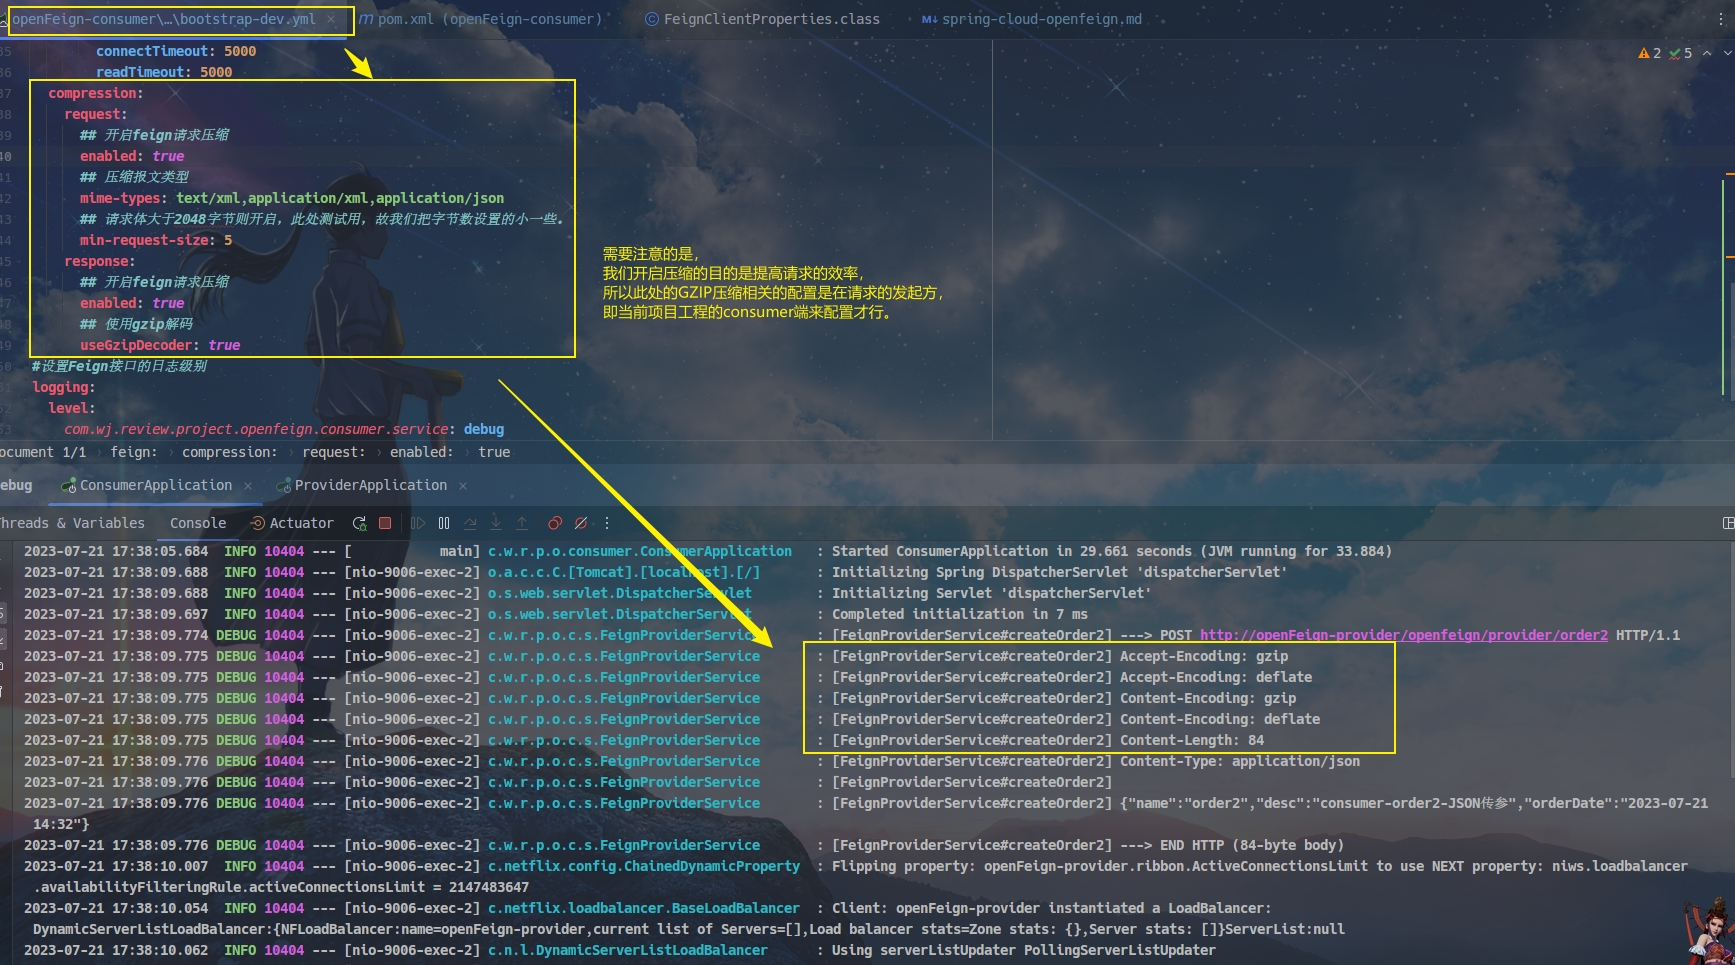 openFeign-consumer\...\bootstrap-dev.yml
pom.xml (openFeign-consumer)
FeignClientProperties.class
spring-cloud-openfeign.md
connectTimeout: 5000
readTimeout: 5000
2 5
compression:
request:
## 开启feign请求压缩
enabled: true
## 压缩报文类型
mime-types: text/xml,application/xml,application/json
## 请求体大于2048字节则开启，此处测试用，故我们把字节数设置的小一些。
min-request-size: 5
response:
## 开启feign请求压缩
enabled: true
## 使用gzip解码
useGzipDecoder: true
需要注意的是，
我们开启压缩的目的是提高请求的效率，
所以此处的GZIP压缩相关的配置是在请求的发起方，
即当前项目工程的consumer端来配置才行。
#设置Feign接口的日志级别
logging:
level:
com.wj.review.project.openfeign.consumer.service: debug
ocument 1/1 › feign: › compression: › request: › enabled: › true
ebug ConsumerApplication ProviderApplication
Threads & Variables Console Actuator
2023-07-21 17:38:05.684 INFO 10404 --- [ main] c.w.r.p.o.consumer.ConsumerApplication : Started ConsumerApplication in 29.661 seconds (JVM running for 33.884)
2023-07-21 17:38:09.688 INFO 10404 --- [nio-9006-exec-2] o.a.c.c.C.[Tomcat].[localhost].[/] : Initializing Spring DispatcherServlet 'dispatcherServlet'
2023-07-21 17:38:09.688 INFO 10404 --- [nio-9006-exec-2] o.s.web.servlet.DispatcherServlet : Initializing Servlet 'dispatcherServlet'
2023-07-21 17:38:09.697 INFO 10404 --- [nio-9006-exec-2] o.s.web.servlet.DispatcherServlet : Completed initialization in 7 ms
2023-07-21 17:38:09.774 DEBUG 10404 --- [nio-9006-exec-2] c.w.r.p.o.c.s.FeignProviderService : [FeignProviderService#createOrder2] ---> POST http://openFeign-provider/openfeign/provider/order2 HTTP/1.1
2023-07-21 17:38:09.775 DEBUG 10404 --- [nio-9006-exec-2] c.w.r.p.o.c.s.FeignProviderService : [FeignProviderService#createOrder2] Accept-Encoding: gzip
2023-07-21 17:38:09.775 DEBUG 10404 --- [nio-9006-exec-2] c.w.r.p.o.c.s.FeignProviderService : [FeignProviderService#createOrder2] Accept-Encoding: deflate
2023-07-21 17:38:09.775 DEBUG 10404 --- [nio-9006-exec-2] c.w.r.p.o.c.s.FeignProviderService : [FeignProviderService#createOrder2] Content-Encoding: gzip
2023-07-21 17:38:09.775 DEBUG 10404 --- [nio-9006-exec-2] c.w.r.p.o.c.s.FeignProviderService : [FeignProviderService#createOrder2] Content-Encoding: deflate
2023-07-21 17:38:09.775 DEBUG 10404 --- [nio-9006-exec-2] c.w.r.p.o.c.s.FeignProviderService : [FeignProviderService#createOrder2] Content-Length: 84
2023-07-21 17:38:09.776 DEBUG 10404 --- [nio-9006-exec-2] c.w.r.p.o.c.s.FeignProviderService : [FeignProviderService#createOrder2] Content-Type: application/json
2023-07-21 17:38:09.776 DEBUG 10404 --- [nio-9006-exec-2] c.w.r.p.o.c.s.FeignProviderService : [FeignProviderService#createOrder2]
2023-07-21 17:38:09.776 DEBUG 10404 --- [nio-9006-exec-2] c.w.r.p.o.c.s.FeignProviderService : [FeignProviderService#createOrder2] {"name":"order2","desc":"consumer-order2-JSON传参","orderDate":"2023-07-21
14:32"}
2023-07-21 17:38:09.776 DEBUG 10404 --- [nio-9006-exec-2] c.w.r.p.o.c.s.FeignProviderService : [FeignProviderService#createOrder2] ---> END HTTP (84-byte body)
2023-07-21 17:38:10.007 INFO 10404 --- [nio-9006-exec-2] c.netflix.config.ChainedDynamicProperty : Flipping property: openFeign-provider.ribbon.ActiveConnectionsLimit to use NEXT property: niws.loadbalancer
.availabilityFilteringRule.activeConnectionsLimit = 2147483647
2023-07-21 17:38:10.054 INFO 10404 --- [nio-9006-exec-2] c.netflix.loadbalancer.BaseLoadBalancer : Client: openFeign-provider instantiated a LoadBalancer:
DynamicServerListLoadBalancer:{NFLoadBalancer:name=openFeign-provider,current list of Servers=[],Load balancer stats=Zone stats: {},Server stats: []}ServerList:null
2023-07-21 17:38:10.062 INFO 10404 --- [nio-9006-exec-2] c.n.l.DynamicServerListLoadBalancer : Using serverListUpdater PollingServerListUpdater